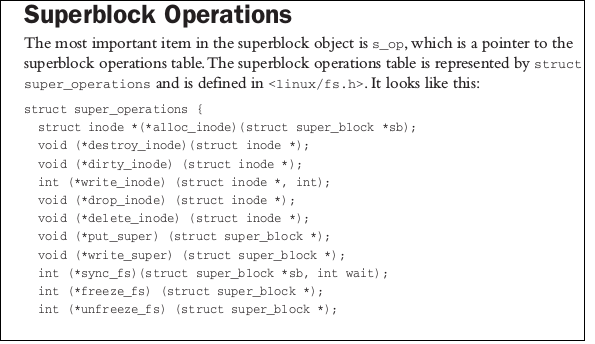 Superblock Operations
The most important item in the superblock object is s_op, which is a pointer to the
superblock operations table. The superblock operations table is represented by struct
super_operations and is defined in <linux/fs.h>. It looks like this:
struct super_operations {
  struct inode *(*alloc_inode)(struct super_block *sb);
  void (*destroy_inode)(struct inode *);
  void (*dirty_inode) (struct inode *);
  int (*write_inode) (struct inode *, int);
  void (*drop_inode) (struct inode *);
  void (*delete_inode) (struct inode *);
  void (*put_super) (struct super_block *);
  void (*write_super) (struct super_block *);
  int (*sync_fs)(struct super_block *sb, int wait);
  int (*freeze_fs) (struct super_block *);
  int (*unfreeze_fs) (struct super_block *);